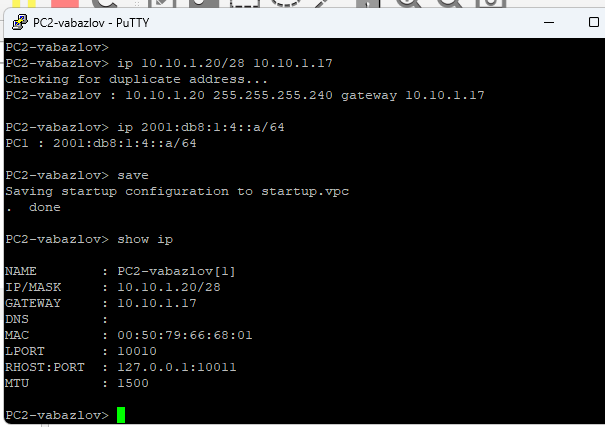 PC2-vabazlov - PuTTY
PC2-vabazlov>
PC2-vabazlov> ip 10.10.1.20/28 10.10.1.17
Checking for duplicate address...
PC2-vabazlov : 10.10.1.20 255.255.255.240 gateway 10.10.1.17

PC2-vabazlov> ip 2001:db8:1:4::a/64
PC1 : 2001:db8:1:4::a/64

PC2-vabazlov> save
Saving startup configuration to startup.vpc
.  done

PC2-vabazlov> show ip

NAME        : PC2-vabazlov[1]
IP/MASK     : 10.10.1.20/28
GATEWAY     : 10.10.1.17
DNS         :
MAC         : 00:50:79:66:68:01
LPORT       : 10010
RHOST:PORT  : 127.0.0.1:10011
MTU         : 1500

PC2-vabazlov>